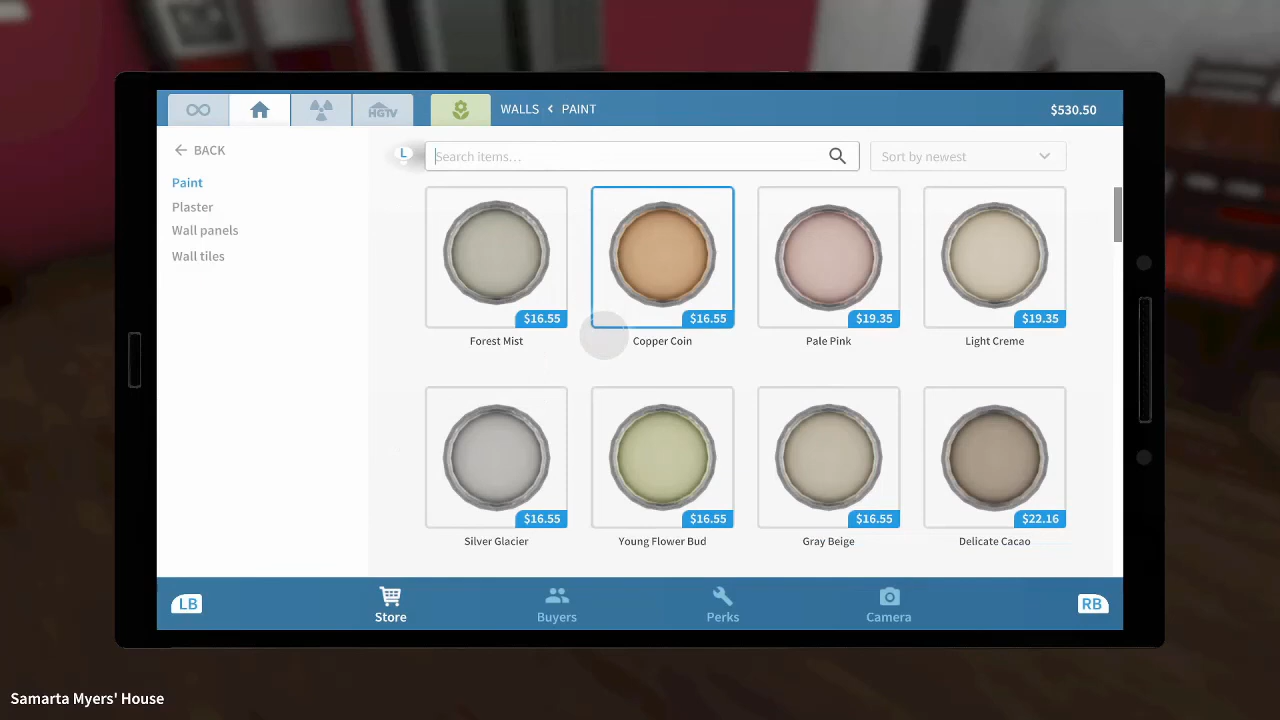 HGTV
WALLS < PAINT
$530.50
BACK
L
Search items...
Sort by newest
Paint
Plaster
Wall panels
Wall tiles
$16.55
$16.55
$19.35
$19.35
Forest Mist
Copper Coin
Pale Pink
Light Creme
$16.55
$16.55
$16.55
$22.16
Silver Glacier
Young Flower Bud
Gray Beige
Delicate Cacao
LB
Store
Buyers
Perks
Camera
RB
Samarta Myers' House